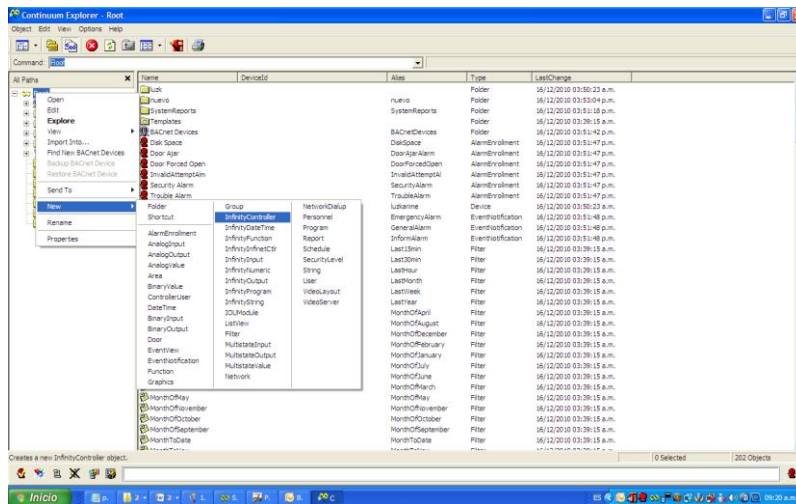 Continuum Explorer - Root
Object Edit View Options Help
Command: Root
All Paths Name DeviceId Alias Type LastChange
luzk Folder 16/12/2010 03:50:23 a.m.
nuevo nuevo Folder 16/12/2010 03:53:04 p.m.
SystemReports SystemReports Folder 16/12/2010 03:51:18 p.m.
Templates Folder 16/12/2010 03:39:15 a.m.
BACnet Devices BACnetDevices Folder 16/12/2010 03:51:42 p.m.
Disk Space DiskSpace AlarmEnrollment 16/12/2010 03:51:47 p.m.
Door Ajar DoorAjarAlarm AlarmEnrollment 16/12/2010 03:51:47 p.m.
Door Forced Open DoorForcedOpen AlarmEnrollment 16/12/2010 03:51:47 p.m.
InvalidAttemptAlm InvalidAttemptAl AlarmEnrollment 16/12/2010 03:51:47 p.m.
Security Alarm SecurityAlarm AlarmEnrollment 16/12/2010 03:51:47 p.m.
Trouble Alarm TroubleAlarm AlarmEnrollment 16/12/2010 03:51:47 p.m.
luzkarime Device 16/12/2010 03:50:23 a.m.
EmergencyAlarm EventNotification 16/12/2010 03:51:48 p.m.
GeneralAlarm EventNotification 16/12/2010 03:51:48 p.m.
InformAlarm EventNotification 16/12/2010 03:51:48 p.m.
Last15min Filter 16/12/2010 03:39:15 a.m.
Last30min Filter 16/12/2010 03:39:15 a.m.
LastHour Filter 16/12/2010 03:39:15 a.m.
LastMonth Filter 16/12/2010 03:39:15 a.m.
LastWeek Filter 16/12/2010 03:39:15 a.m.
LastYear Filter 16/12/2010 03:39:15 a.m.
MonthOfApril Filter 16/12/2010 03:39:15 a.m.
MonthOfAugust Filter 16/12/2010 03:39:15 a.m.
MonthOfDecember Filter 16/12/2010 03:39:15 a.m.
MonthOfFebruary Filter 16/12/2010 03:39:15 a.m.
MonthOfJanuary Filter 16/12/2010 03:39:15 a.m.
MonthOfJuly Filter 16/12/2010 03:39:15 a.m.
MonthOfJune Filter 16/12/2010 03:39:15 a.m.
MonthOfMarch Filter 16/12/2010 03:39:15 a.m.
MonthOfMay MonthOfMay Filter 16/12/2010 03:39:15 a.m.
MonthOfNovember MonthOfNovember Filter 16/12/2010 03:39:15 a.m.
MonthOfOctober MonthOfOctober Filter 16/12/2010 03:39:15 a.m.
MonthOfSeptember MonthOfSeptember Filter 16/12/2010 03:39:15 a.m.
MonthToDate MonthToDate Filter 16/12/2010 03:39:15 a.m.
Open
Edit
Explore
View
Import Into...
Find New BACnet Devices
Backup BACnet Device
Restore BACnet Device
Send To
New
Rename
Properties
Folder
Shortcut
AlarmEnrollment
AnalogInput
AnalogOutput
AnalogValue
Area
BinaryValue
ControllerUser
DateTime
BinaryInput
BinaryOutput
Door
EventView
EventNotification
Function
Graphics
Group
InfinityController
InfinityDateTime
InfinityFunction
InfinityInfinetCtlr
InfinityInput
InfinityNumeric
InfinityOutput
InfinityProgram
InfinityString
IOUModule
ListView
Filter
MultistateInput
MultistateOutput
MultistateValue
Network
NetworkDialup
Personnel
Program
Report
Schedule
SecurityLevel
String
User
VideoLayout
VideoServer
Creates a new InfinityController object. 0 Selected 202 Objects
Inicio ES 09:20 a.m.